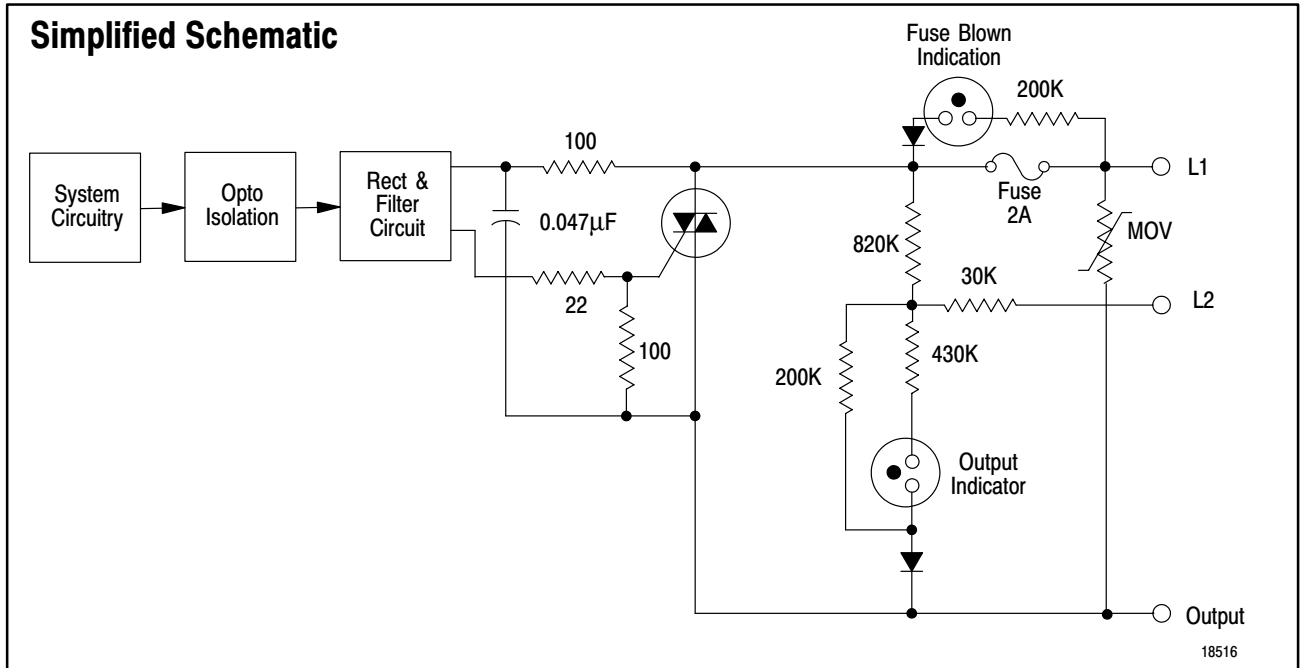 Simplified Schematic
Fuse Blown
Indication
200K
100
System
Circuitry
Opto
Isolation
Rect &
Filter
Circuit
0.047µF
L1
Fuse
2A
MOV
820K
30K
L2
22
100
200K
430K
Output
Indicator
Output
18516